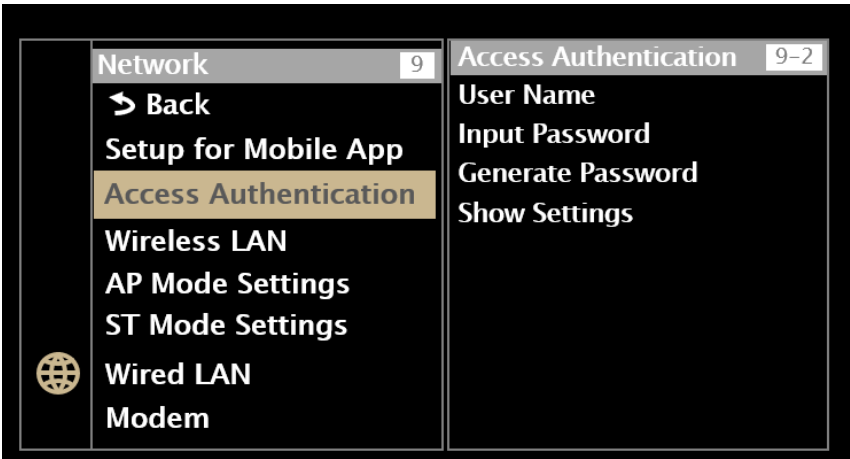 Network 9
Back
Setup for Mobile App
Access Authentication
Wireless LAN
AP Mode Settings
ST Mode Settings
Wired LAN
Modem
Access Authentication 9-2
User Name
Input Password
Generate Password
Show Settings